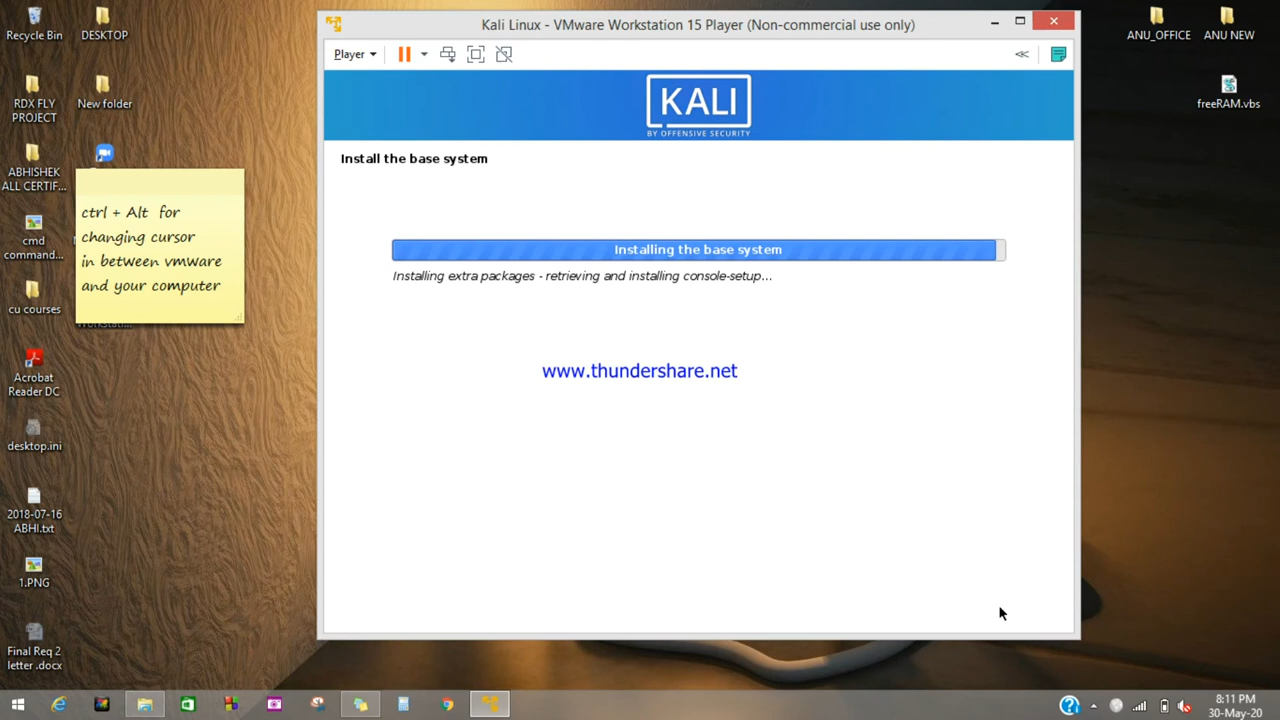 Recycle Bin
DESKTOP
RDX FLY
PROJECT
New folder
ABHISHEK
ALL CERTIF...
cmd
command...
cu courses
Acrobat
Reader DC
desktop.ini
2018-07-16
ABHI.txt
1.PNG
Final Req 2
letter .docx
ctrl + Alt for
changing cursor
in between vmware
and your computer
Kali Linux - VMware Workstation 15 Player (Non-commercial use only)
Player
KALI
BY OFFENSIVE SECURITY
Install the base system
Installing the base system
Installing extra packages - retrieving and installing console-setup...
www.thundershare.net
ANU_OFFICE
ANU NEW
freeRAM.vbs
8:11 PM
30-May-20